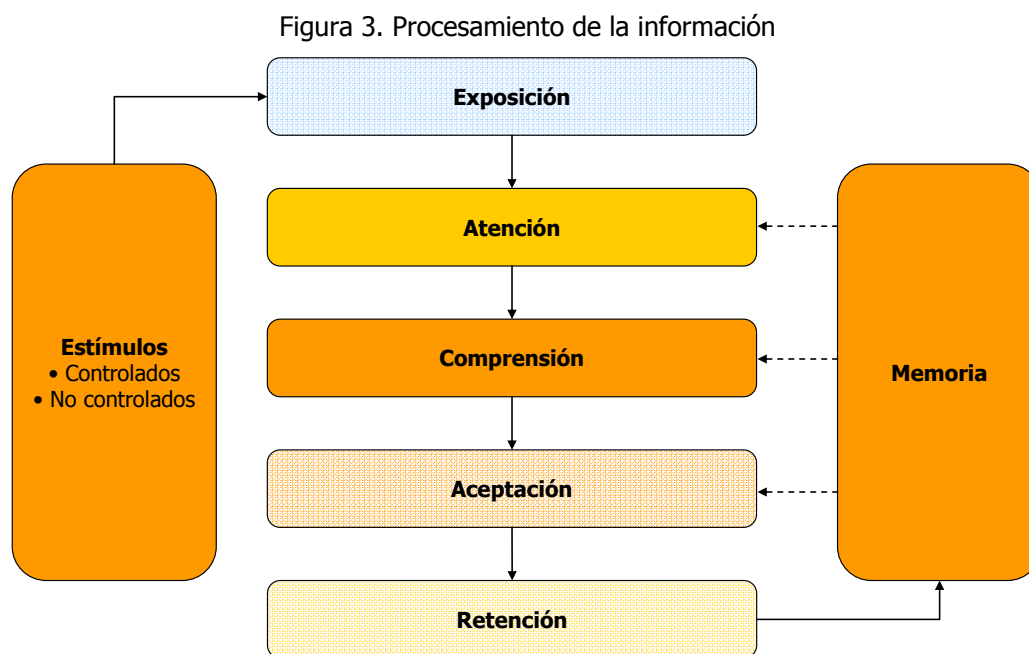 Figura 3. Procesamiento de la información
Exposición
Atención
Comprensión
Aceptación
Retención
Estímulos
• Controlados
• No controlados
Memoria